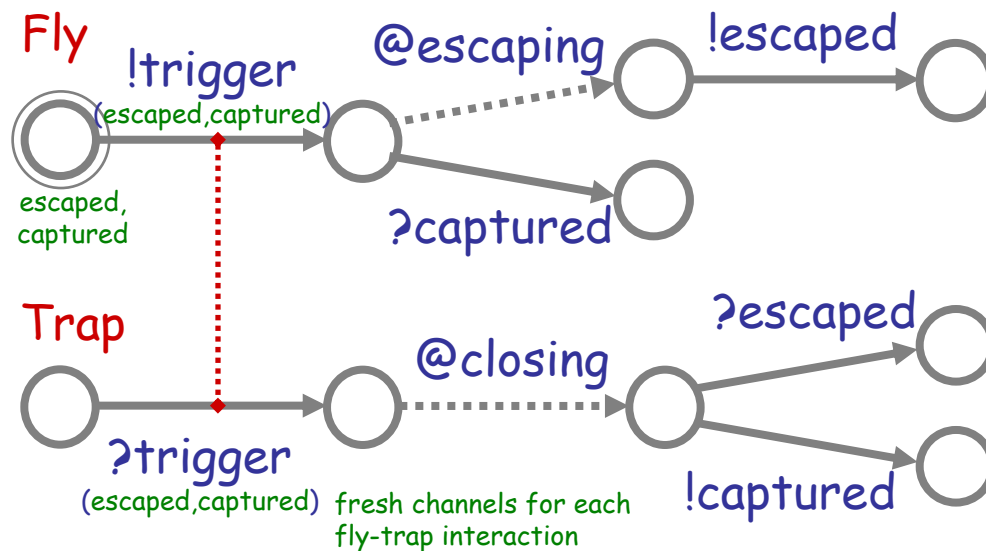 Fly
!trigger
(escaped,captured)
@escaping
!escaped
escaped,
captured
?captured
Trap
?trigger
(escaped,captured)
@closing
?escaped
!captured
fresh channels for each
fly-trap interaction